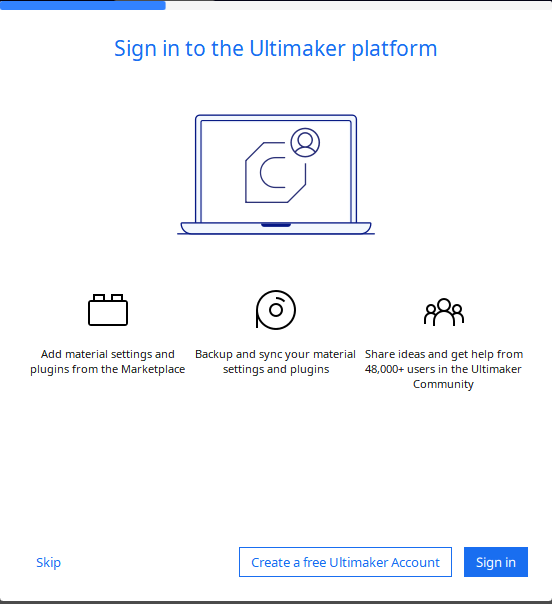 Sign in to the Ultimaker platform
Add material settings and
plugins from the Marketplace
Backup and sync your material
settings and plugins
Share ideas and get help from
48,000+ users in the Ultimaker
Community
Skip
Create a free Ultimaker Account
Sign in